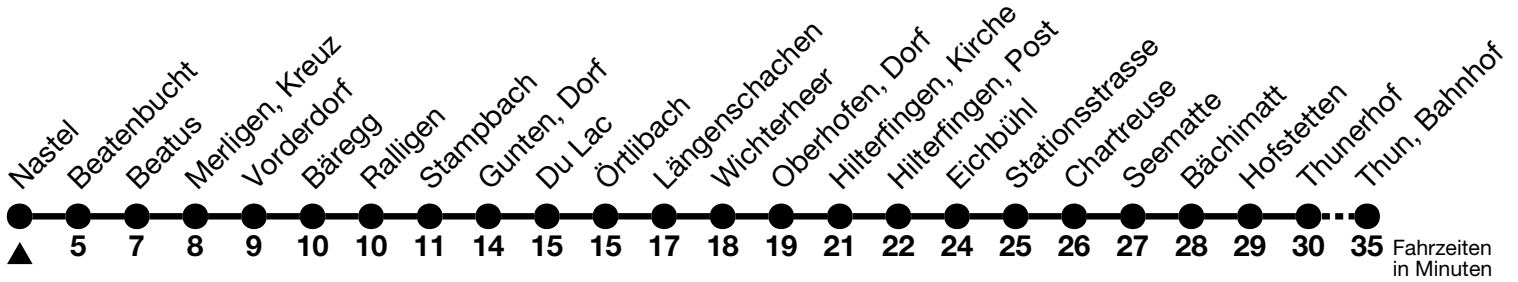 Nastel
Beatenbucht
Beatus
Merligen, Kreuz
Vorderdorf
Bäregg
Ralligen
Stampbach
Gunten, Dorf
Du Lac
Örtlibach
Längenschachen
Wichterheer
Oberhofen, Dorf
Hilterfingen, Kirche
Hilterfingen, Post
Eichbühl
Stationsstrasse
Chartreuse
Seematte
Bächimatt
Hofstetten
Thunerhof
Thun, Bahnhof
5 7 8 9 10 10 11 14 15 15 17 18 19 21 22 24 25 26 27 28 29 30 35 Fahrzeiten
in Minuten